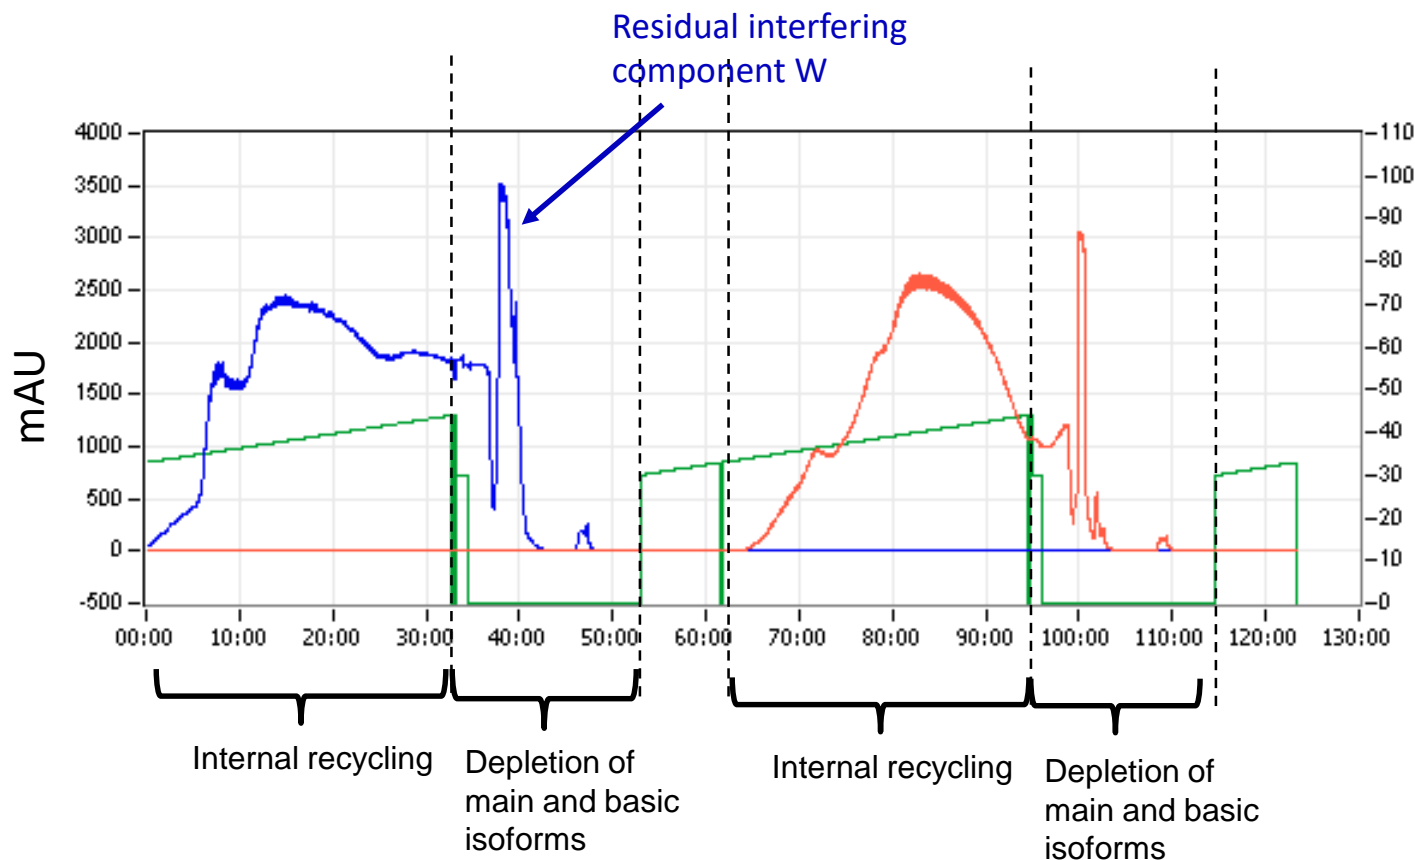 Residual interfering
component W
4000
3500
3000
2500
2000
1500
1000
500
0
-500
mAU
110
100
90
80
70
60
50
40
30
20
10
0
00:00 10:00 20:00 30:00 40:00 50:00 60:00 70:00 80:00 90:00 100:00 110:00 120:00 130:00
Internal recycling
Depletion of
main and basic
isoforms
Internal recycling
Depletion of
main and basic
isoforms